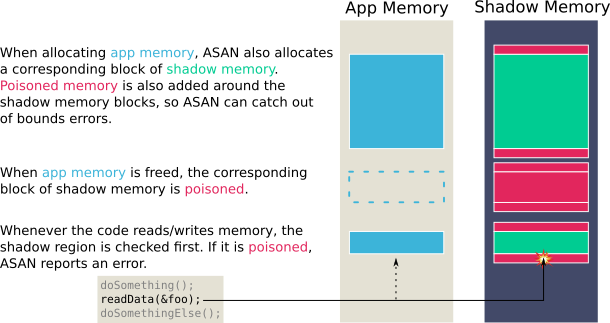 App Memory
Shadow Memory
When allocating app memory, ASAN also allocates
a corresponding block of shadow memory.
Poisoned memory is also added around the
shadow memory blocks, so ASAN can catch out
of bounds errors.
When app memory is freed, the corresponding
block of shadow memory is poisoned.
Whenever the code reads/writes memory, the
shadow region is checked first. If it is poisoned,
ASAN reports an error.
doSomething();
readData(&foo);
doSomethingElse();